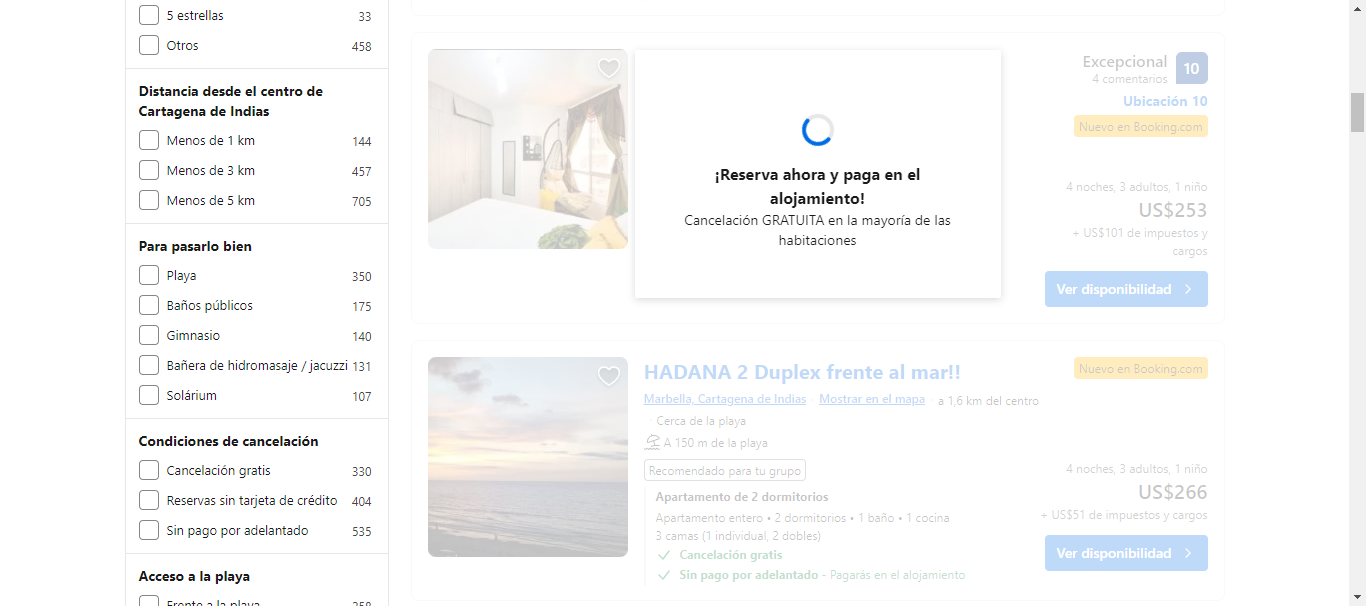 5 estrellas 33
Otros 458
Distancia desde el centro de
Cartagena de Indias
Menos de 1 km 144
Menos de 3 km 457
Menos de 5 km 705
Para pasarlo bien
Playa 350
Baños públicos 175
Gimnasio 140
Bañera de hidromasaje / jacuzzi 131
Solárium 107
Condiciones de cancelación
Cancelación gratis 330
Reservas sin tarjeta de crédito 404
Sin pago por adelantado 535
Acceso a la playa
Frente a la playa 258
¡Reserva ahora y paga en el
alojamiento!
Cancelación GRATUITA en la mayoría de las
habitaciones
Excepcional 10
4 comentarios
Ubicación 10
Nuevo en Booking.com
4 noches, 3 adultos, 1 niño
US$253
+ US$101 de impuestos y
cargos
Ver disponibilidad
HADANA 2 Duplex frente al mar!!
Nuevo en Booking.com
Marbella, Cartagena de Indias Mostrar en el mapa a 1,6 km del centro
Cerca de la playa
A 150 m de la playa
Recomendado para tu grupo
Apartamento de 2 dormitorios
Apartamento entero • 2 dormitorios • 1 baño • 1 cocina
3 camas (1 individual, 2 dobles)
Cancelación gratis
Sin pago por adelantado - Pagarás en el alojamiento
4 noches, 3 adultos, 1 niño
US$266
+ US$51 de impuestos y cargos
Ver disponibilidad